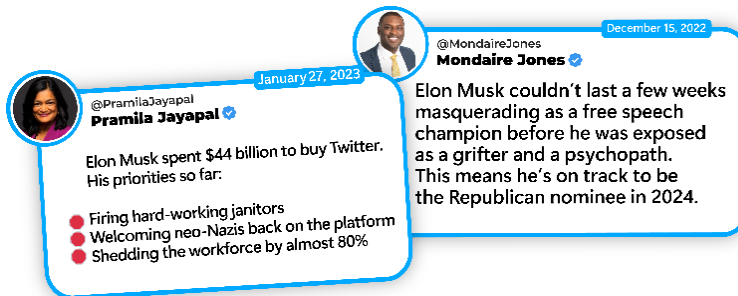 January 27, 2023
@PramilaJayapal
Pramila Jayapal
Elon Musk spent $44 billion to buy Twitter.
His priorities so far:
Firing hard-working janitors
Welcoming neo-Nazis back on the platform
Shedding the workforce by almost 80%
December 15, 2022
@MondaireJones
Mondaire Jones
Elon Musk couldn't last a few weeks
masquerading as a free speech
champion before he was exposed
as a grifter and a psychopath.
This means he's on track to be
the Republican nominee in 2024.